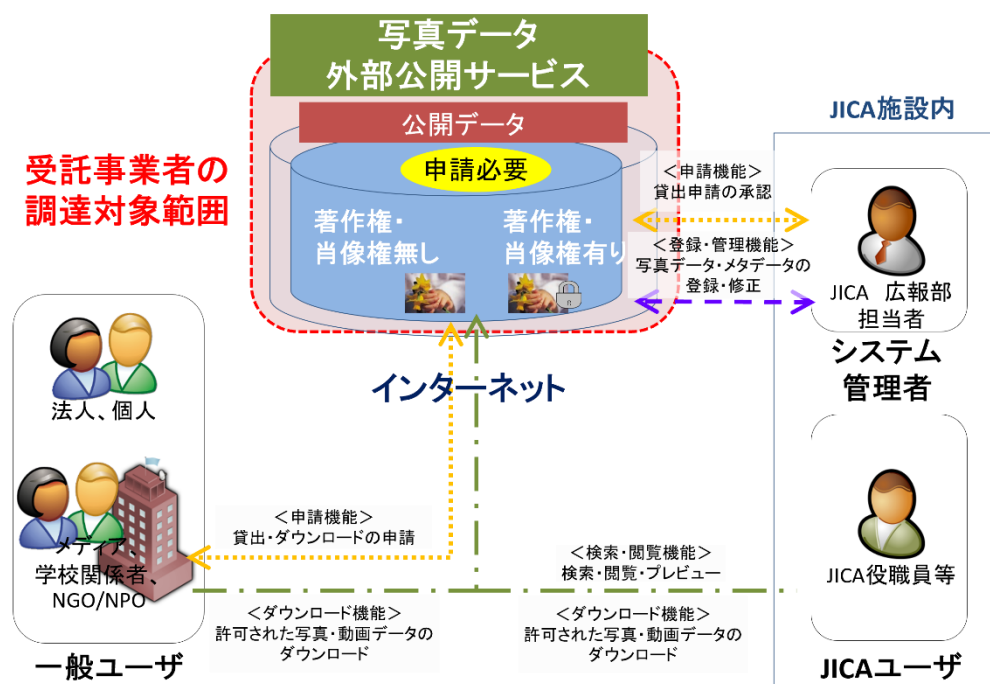 写真データ
外部公開サービス
公開データ
申請必要
著作権・
肖像権無し
著作権・
肖像権有り
受託事業者の
調達対象範囲
JICA施設内
＜申請機能＞
貸出申請の承認
＜登録・管理機能＞
写真データ・メタデータの
登録・修正
JICA 広報部
担当者
システム
管理者
インターネット
法人、個人
メディア、
学校関係者、
NGO/NPO
一般ユーザ
＜申請機能＞
貸出・ダウンロードの申請
＜検索・閲覧機能＞
検索・閲覧・プレビュー
＜ダウンロード機能＞
許可された写真・動画データの
ダウンロード
＜ダウンロード機能＞
許可された写真・動画データの
ダウンロード
JICA役職員等
JICAユーザ